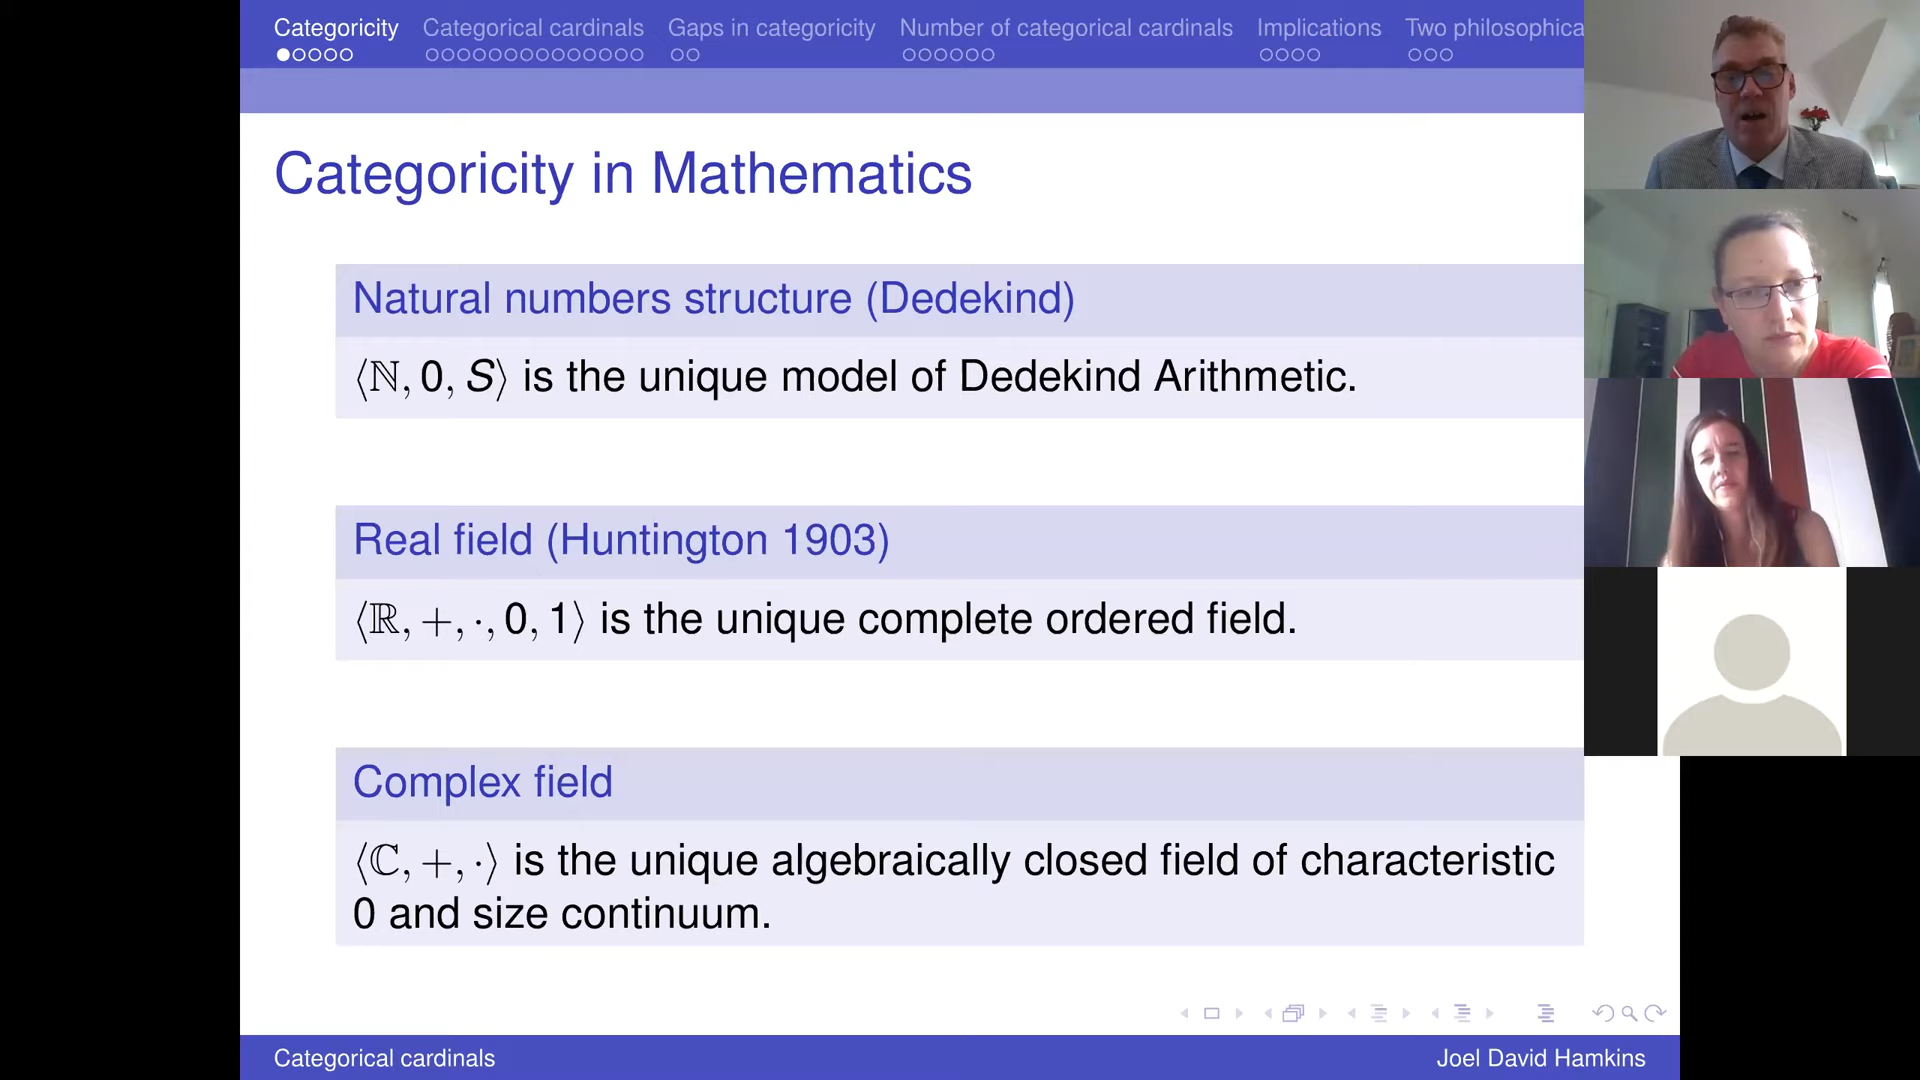 Categoricity Categorical cardinals Gaps in categoricity Number of categorical cardinals Implications Two philosophica
Categoricity in Mathematics
Natural numbers structure (Dedekind)
⟨ℕ, 0, S⟩ is the unique model of Dedekind Arithmetic.
Real field (Huntington 1903)
⟨ℝ, +, ·, 0, 1⟩ is the unique complete ordered field.
Complex field
⟨ℂ, +, ·⟩ is the unique algebraically closed field of characteristic
0 and size continuum.
Categorical cardinals Joel David Hamkins